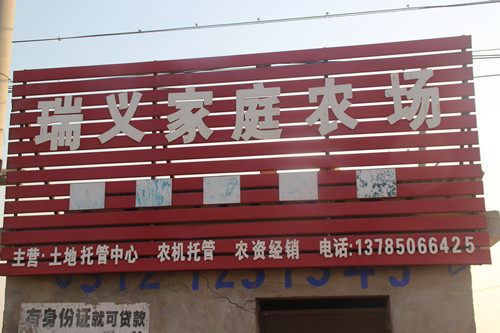 瑞义家庭农场
主营:土地托管中心 农机托管 农资经销 电话:13785066425
有身份证就可贷款